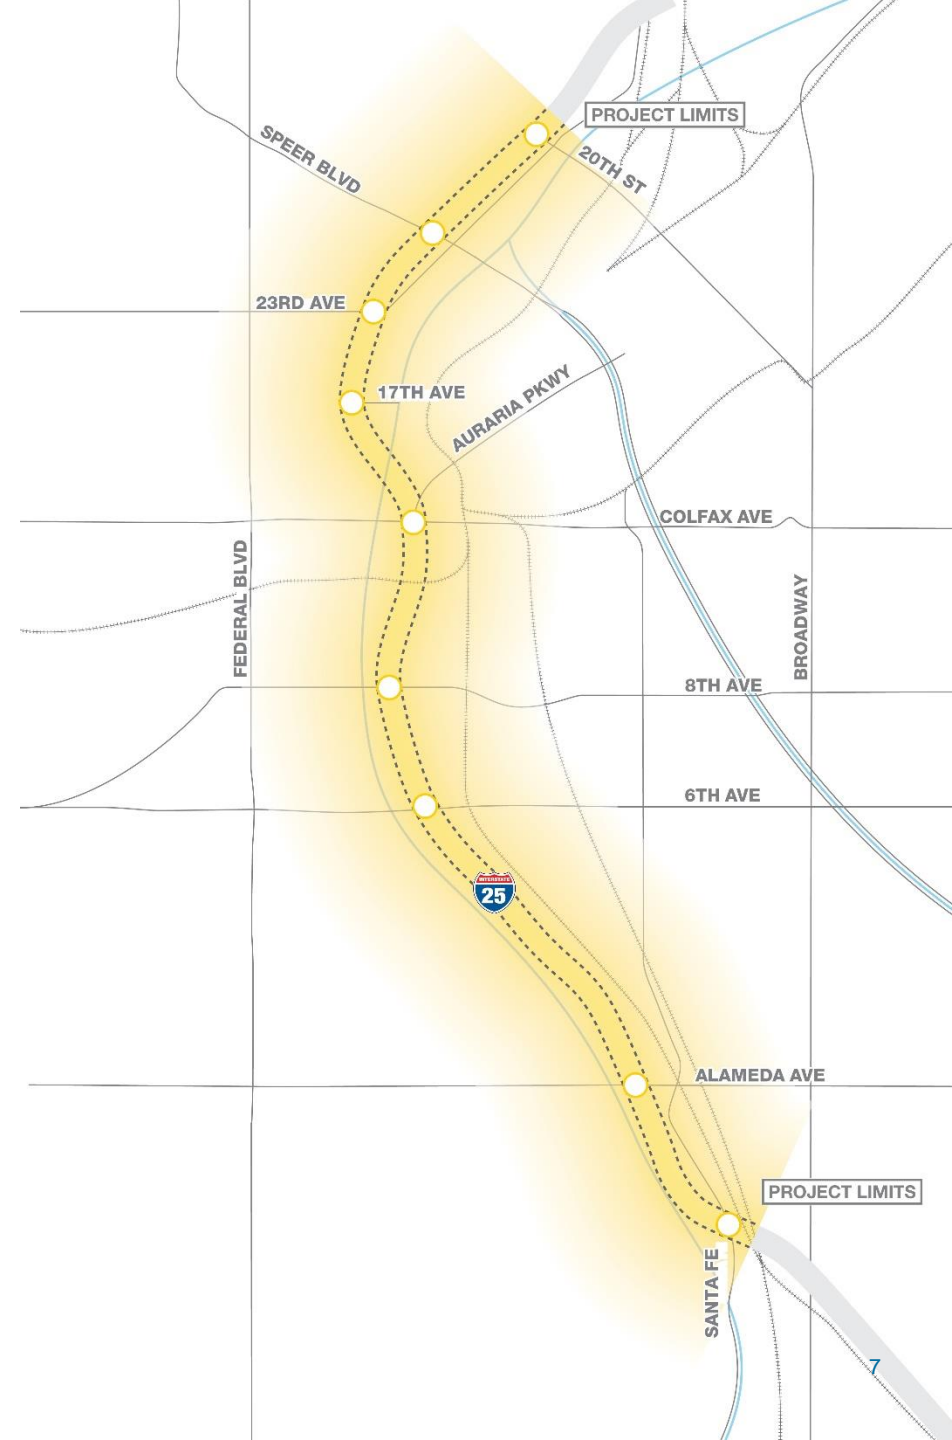 PROJECT LIMITS
SPEER BLVD
20TH ST
23RD AVE
17TH AVE
AURARIA PKWY
COLFAX AVE
FEDERAL BLVD
BROADWAY
8TH AVE
6TH AVE
INTERSTATE
25
ALAMEDA AVE
PROJECT LIMITS
SANTA FE
7